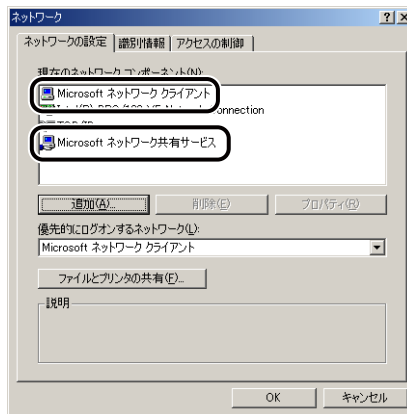 ネットワーク
ネットワークの設定 識別情報 アクセスの制御
現在のネットワーク コンポーネント(N):
Microsoft ネットワーク クライアント
onnection
Microsoft ネットワーク共有サービス
追加(A)... 削除(E) プロパティ(R)
優先的にログオンするネットワーク(L):
Microsoft ネットワーク クライアント
ファイルとプリンタの共有(F)...
説明
OK キャンセル